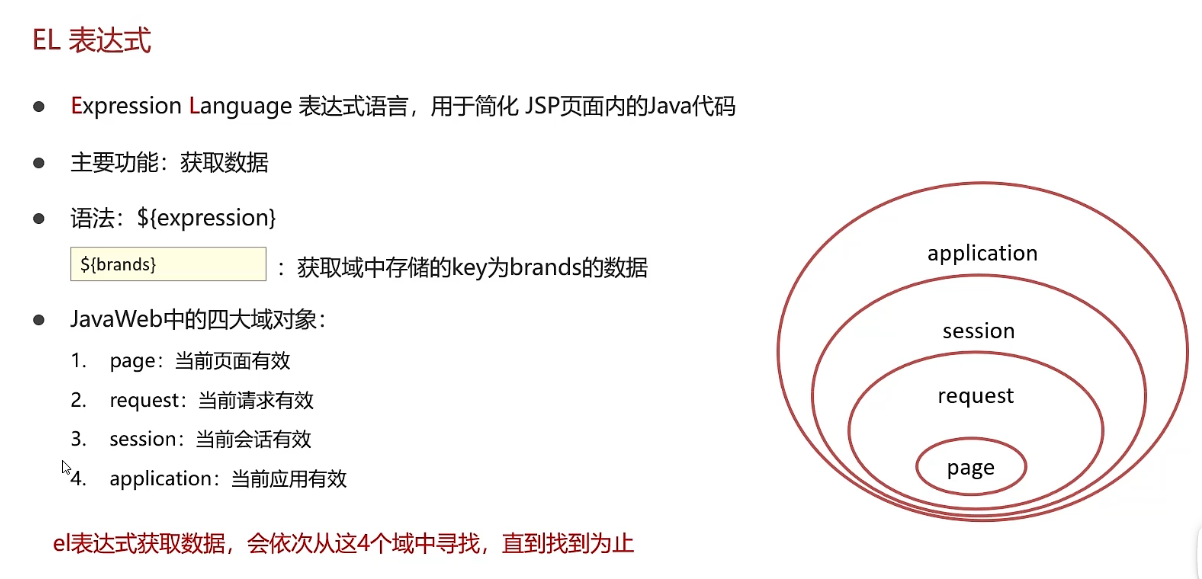 EL 表达式
Expression Language 表达式语言，用于简化 JSP页面内的Java代码
主要功能：获取数据
语法：${expression}
${brands}
：获取域中存储的key为brands的数据
JavaWeb中的四大域对象：
1. page：当前页面有效
2. request：当前请求有效
3. session：当前会话有效
4. application：当前应用有效
el表达式获取数据，会依次从这4个域中寻找，直到找到为止
application
session
request
page